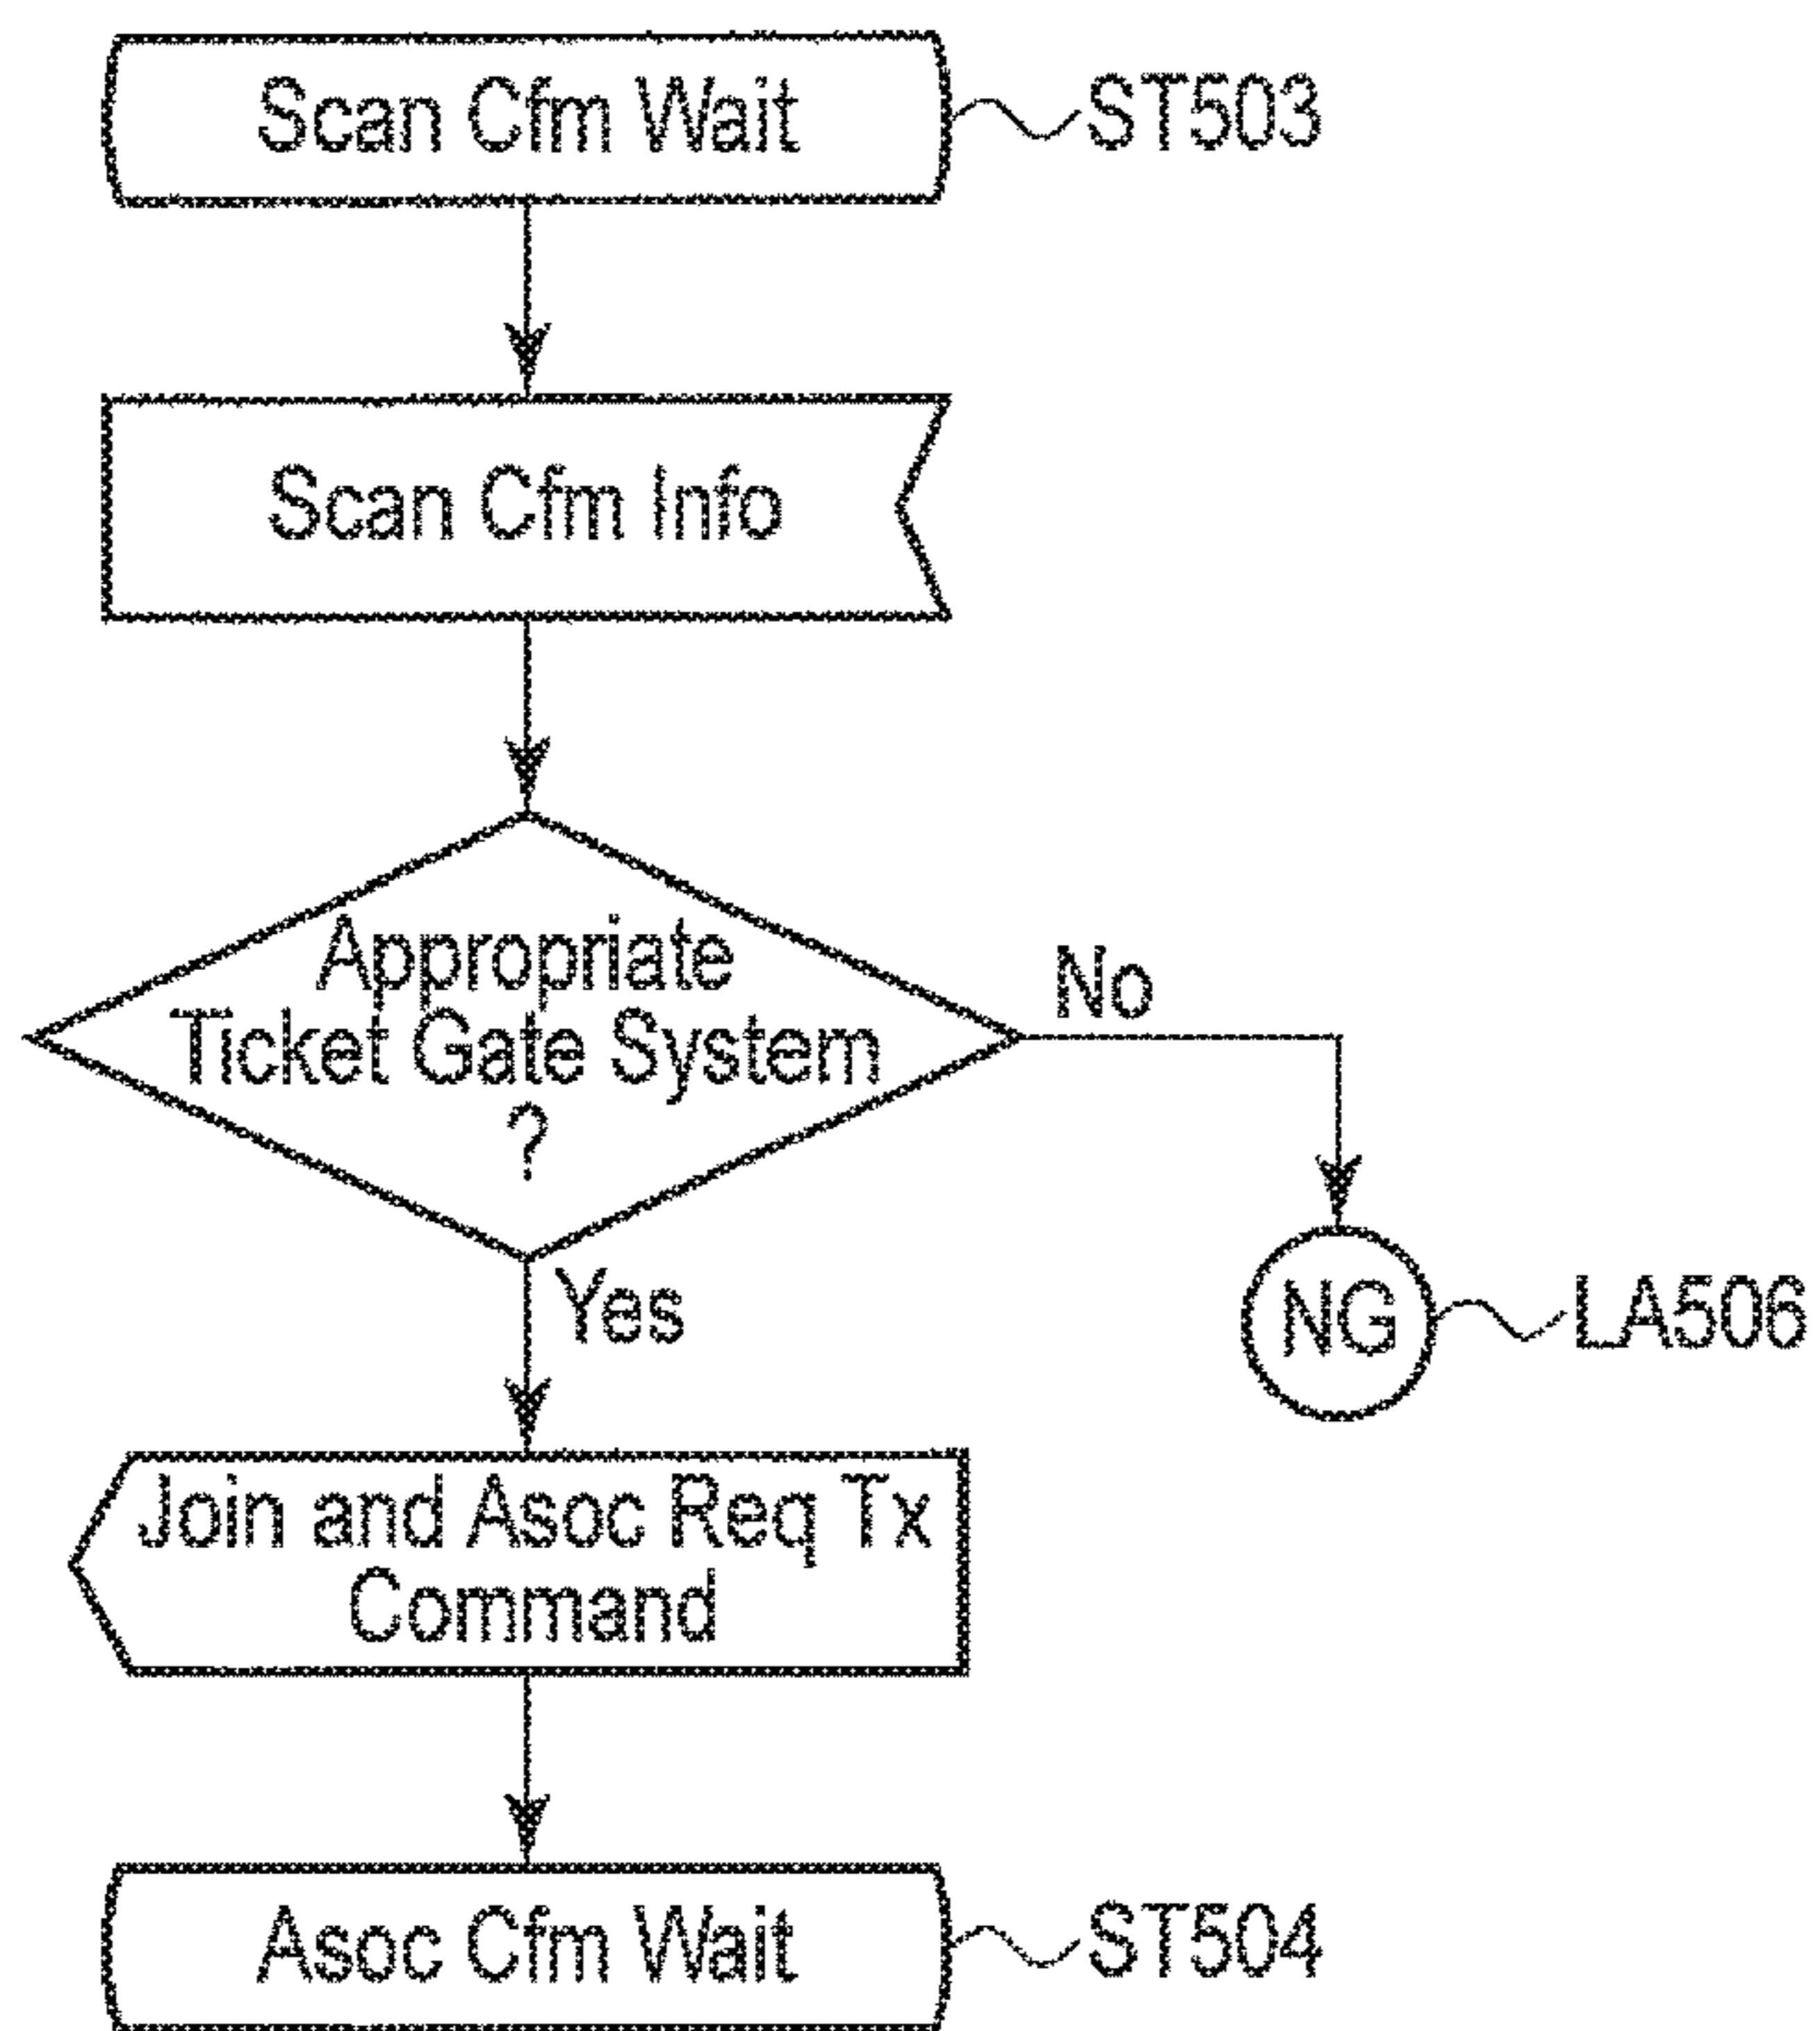 Scan Cfm Wait
ST503
Scan Cfm Info
Appropriate
Ticket Gate System
?
No
Yes
NG
LA506
Join and Asoc Req Tx
Command
Asoc Cfm Wait
ST504